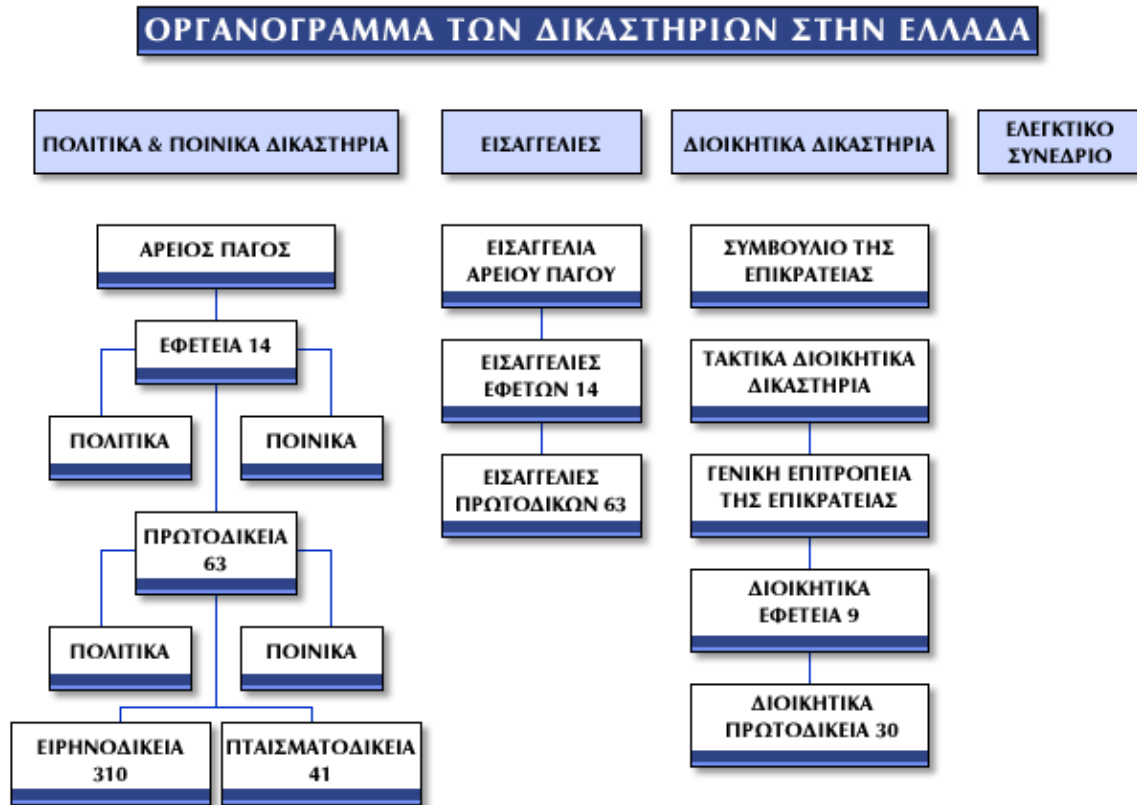 ΟΡΓΑΝΟΓΡΑΜΜΑ ΤΩΝ ΔΙΚΑΣΤΗΡΙΩΝ ΣΤΗΝ ΕΛΛΑΔΑ
ΠΟΛΙΤΙΚΑ & ΠΟΙΝΙΚΑ ΔΙΚΑΣΤΗΡΙΑ
ΑΡΕΙΟΣ ΠΑΓΟΣ
ΕΦΕΤΕΙΑ 14
ΠΟΛΙΤΙΚΑ
ΠΟΙΝΙΚΑ
ΠΡΩΤΟΔΙΚΕΙΑ
63
ΠΟΛΙΤΙΚΑ
ΠΟΙΝΙΚΑ
ΕΙΡΗΝΟΔΙΚΕΙΑ
310
ΠΤΑΙΣΜΑΤΟΔΙΚΕΙΑ
41
ΕΙΣΑΓΓΕΛΙΕΣ
ΕΙΣΑΓΓΕΛΙΑ
ΑΡΕΙΟΥ ΠΑΓΟΥ
ΕΙΣΑΓΓΕΛΙΕΣ
ΕΦΕΤΩΝ 14
ΕΙΣΑΓΓΕΛΙΕΣ
ΠΡΩΤΟΔΙΚΩΝ 63
ΔΙΟΙΚΗΤΙΚΑ ΔΙΚΑΣΤΗΡΙΑ
ΣΥΜΒΟΥΛΙΟ ΤΗΣ
ΕΠΙΚΡΑΤΕΙΑΣ
ΤΑΚΤΙΚΑ ΔΙΟΙΚΗΤΙΚΑ
ΔΙΚΑΣΤΗΡΙΑ
ΓΕΝΙΚΗ ΕΠΙΤΡΟΠΕΙΑ
ΤΗΣ ΕΠΙΚΡΑΤΕΙΑΣ
ΔΙΟΙΚΗΤΙΚΑ
ΕΦΕΤΕΙΑ 9
ΔΙΟΙΚΗΤΙΚΑ
ΠΡΩΤΟΔΙΚΕΙΑ 30
ΕΛΕΓΚΤΙΚΟ
ΣΥΝΕΔΡΙΟ